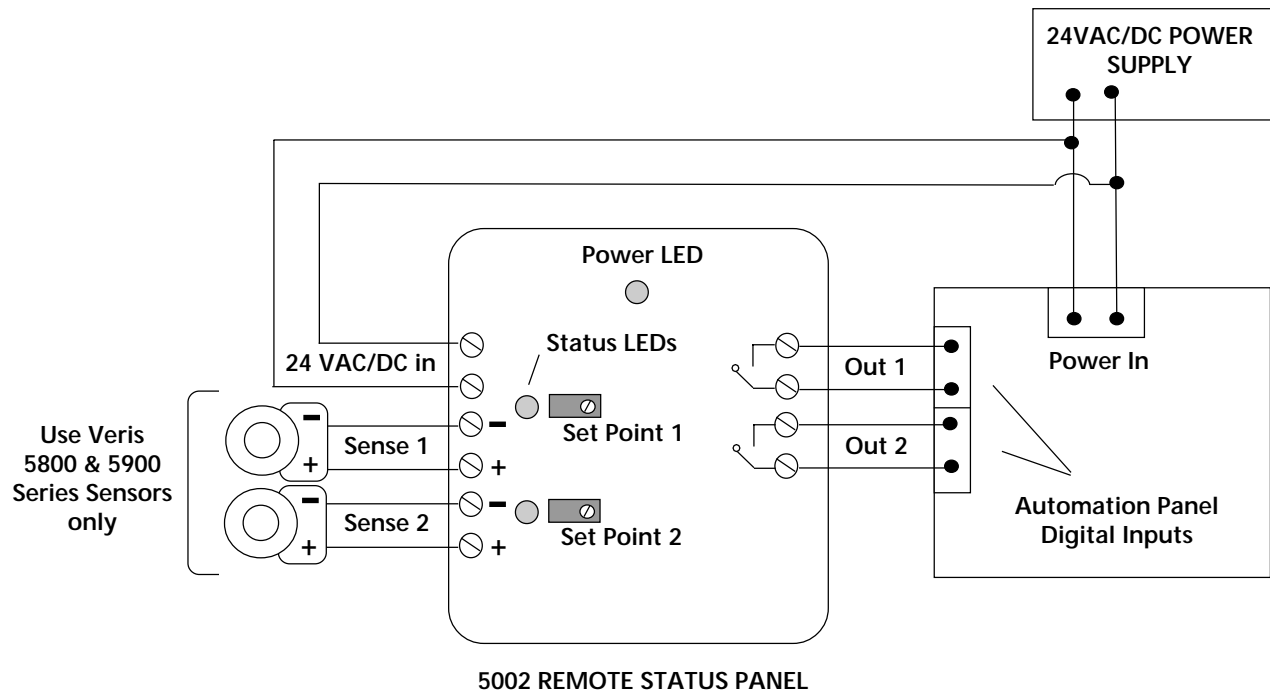 24VAC/DC POWER
SUPPLY
Power LED
Status LEDs
24 VAC/DC in
Out 1
Power In
Use Veris
5800 & 5900
Series Sensors
only
-
+
Sense 1
-
+
Set Point 1
Out 2
-
+
Sense 2
-
+
Set Point 2
Automation Panel
Digital Inputs
5002 REMOTE STATUS PANEL